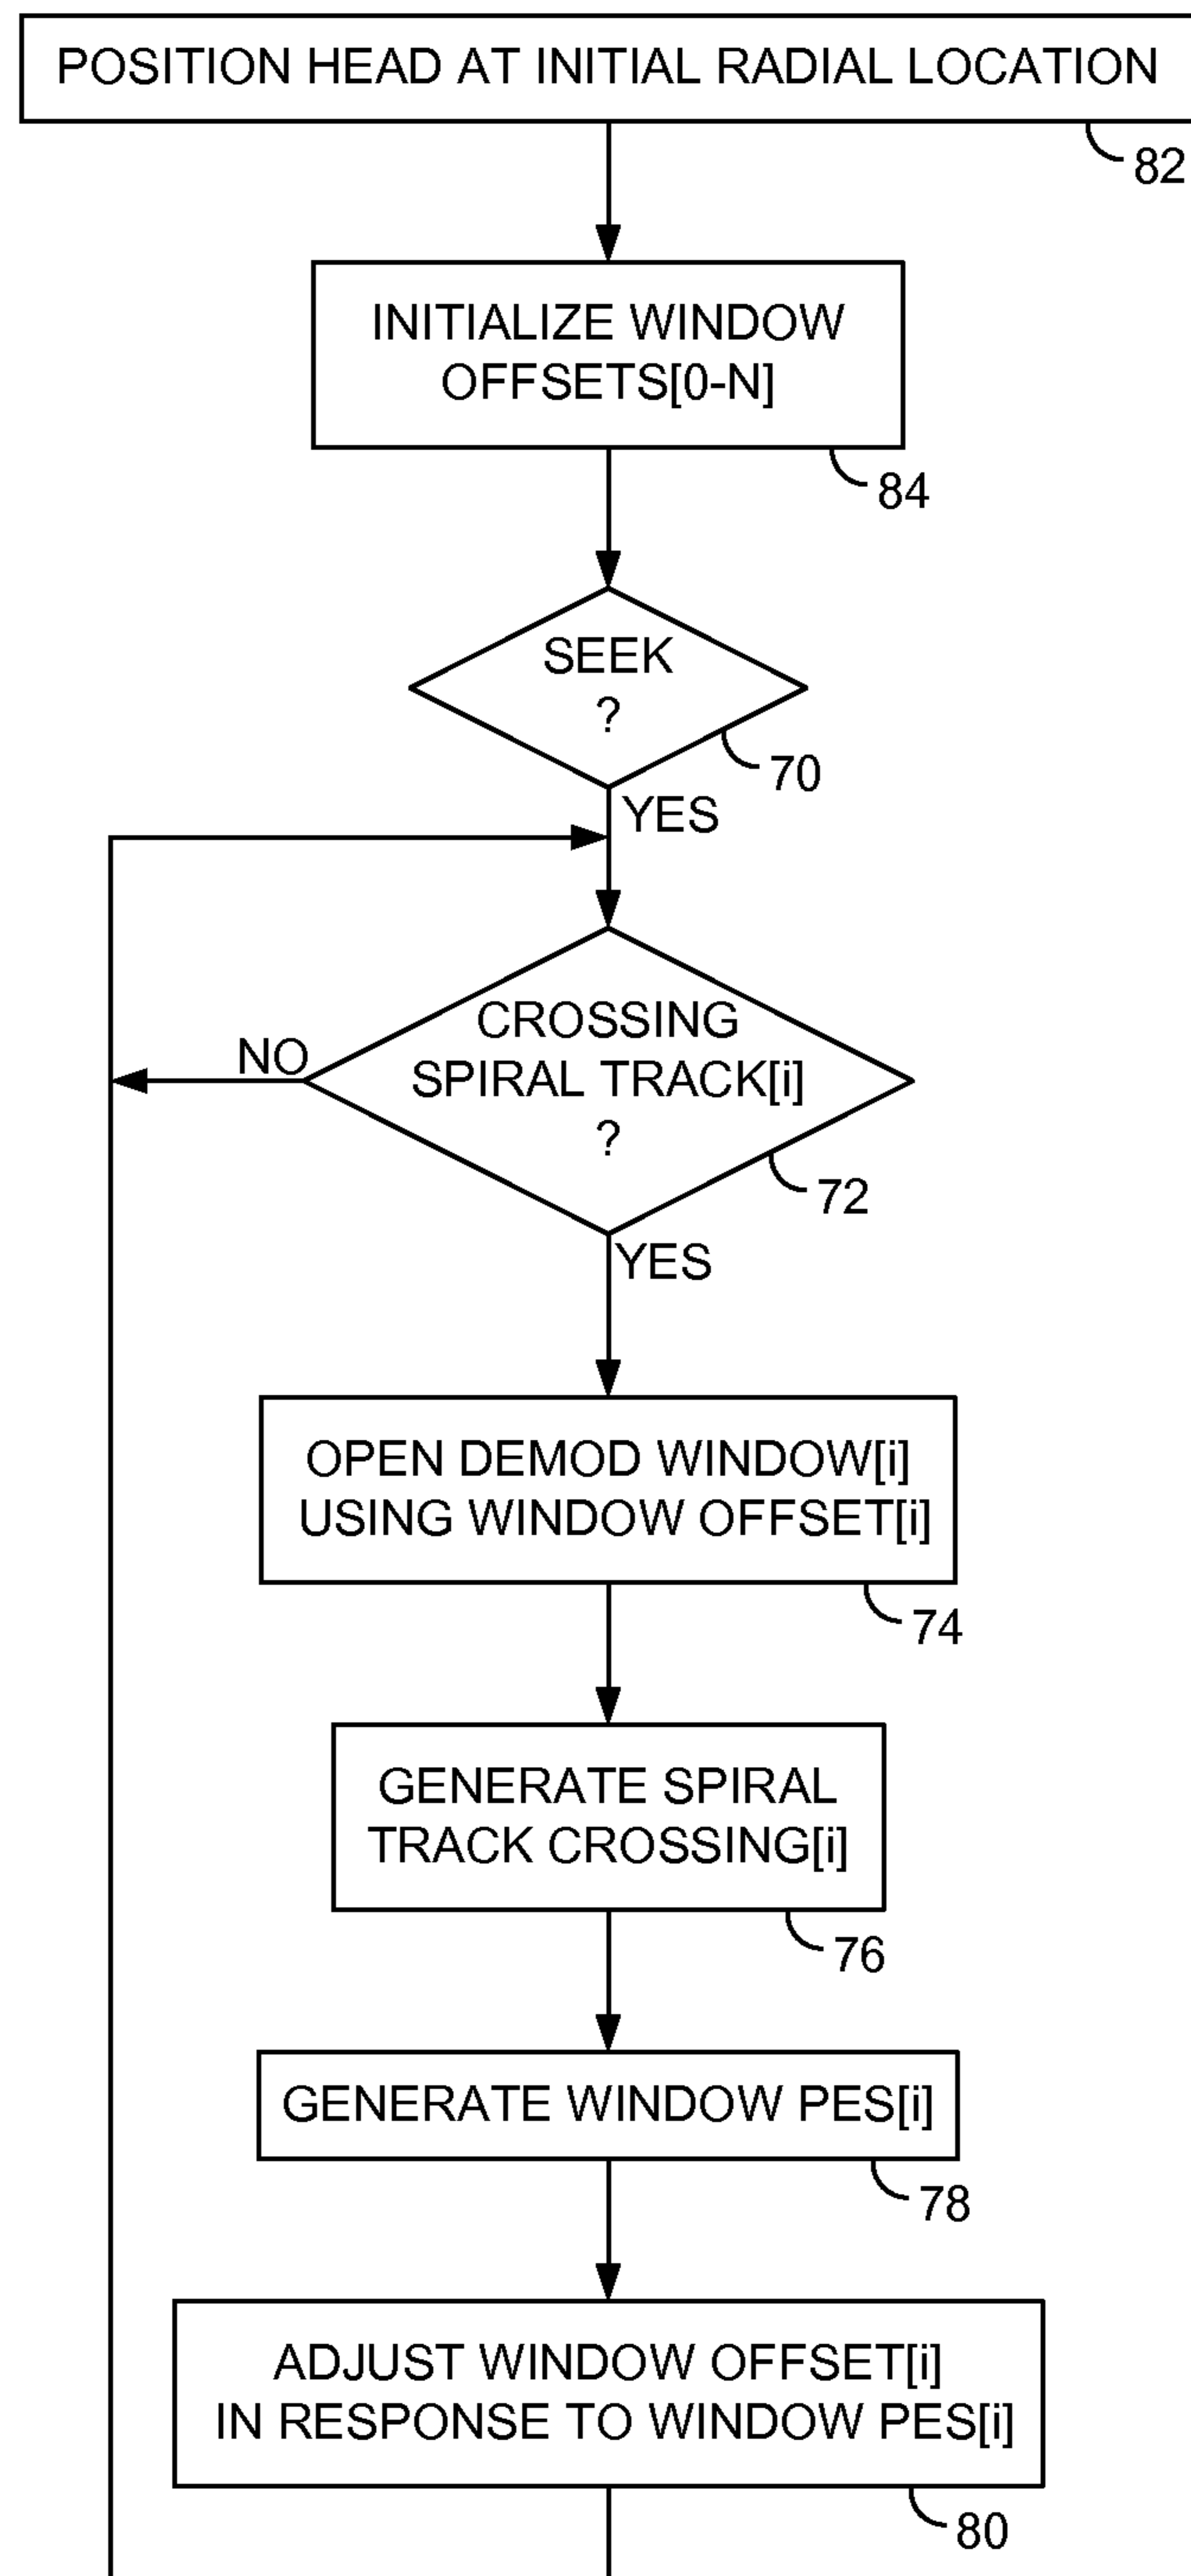 POSITION HEAD AT INITIAL RADIAL LOCATION
82
INITIALIZE WINDOW
OFFSETS[0-N]
84
SEEK
?
70
YES
CROSSING
SPIRAL TRACK[i]
?
NO
72
YES
OPEN DEMOD WINDOW[i]
USING WINDOW OFFSET[i]
74
GENERATE SPIRAL
TRACK CROSSING[i]
76
GENERATE WINDOW PES[i]
78
ADJUST WINDOW OFFSET[i]
IN RESPONSE TO WINDOW PES[i]
80